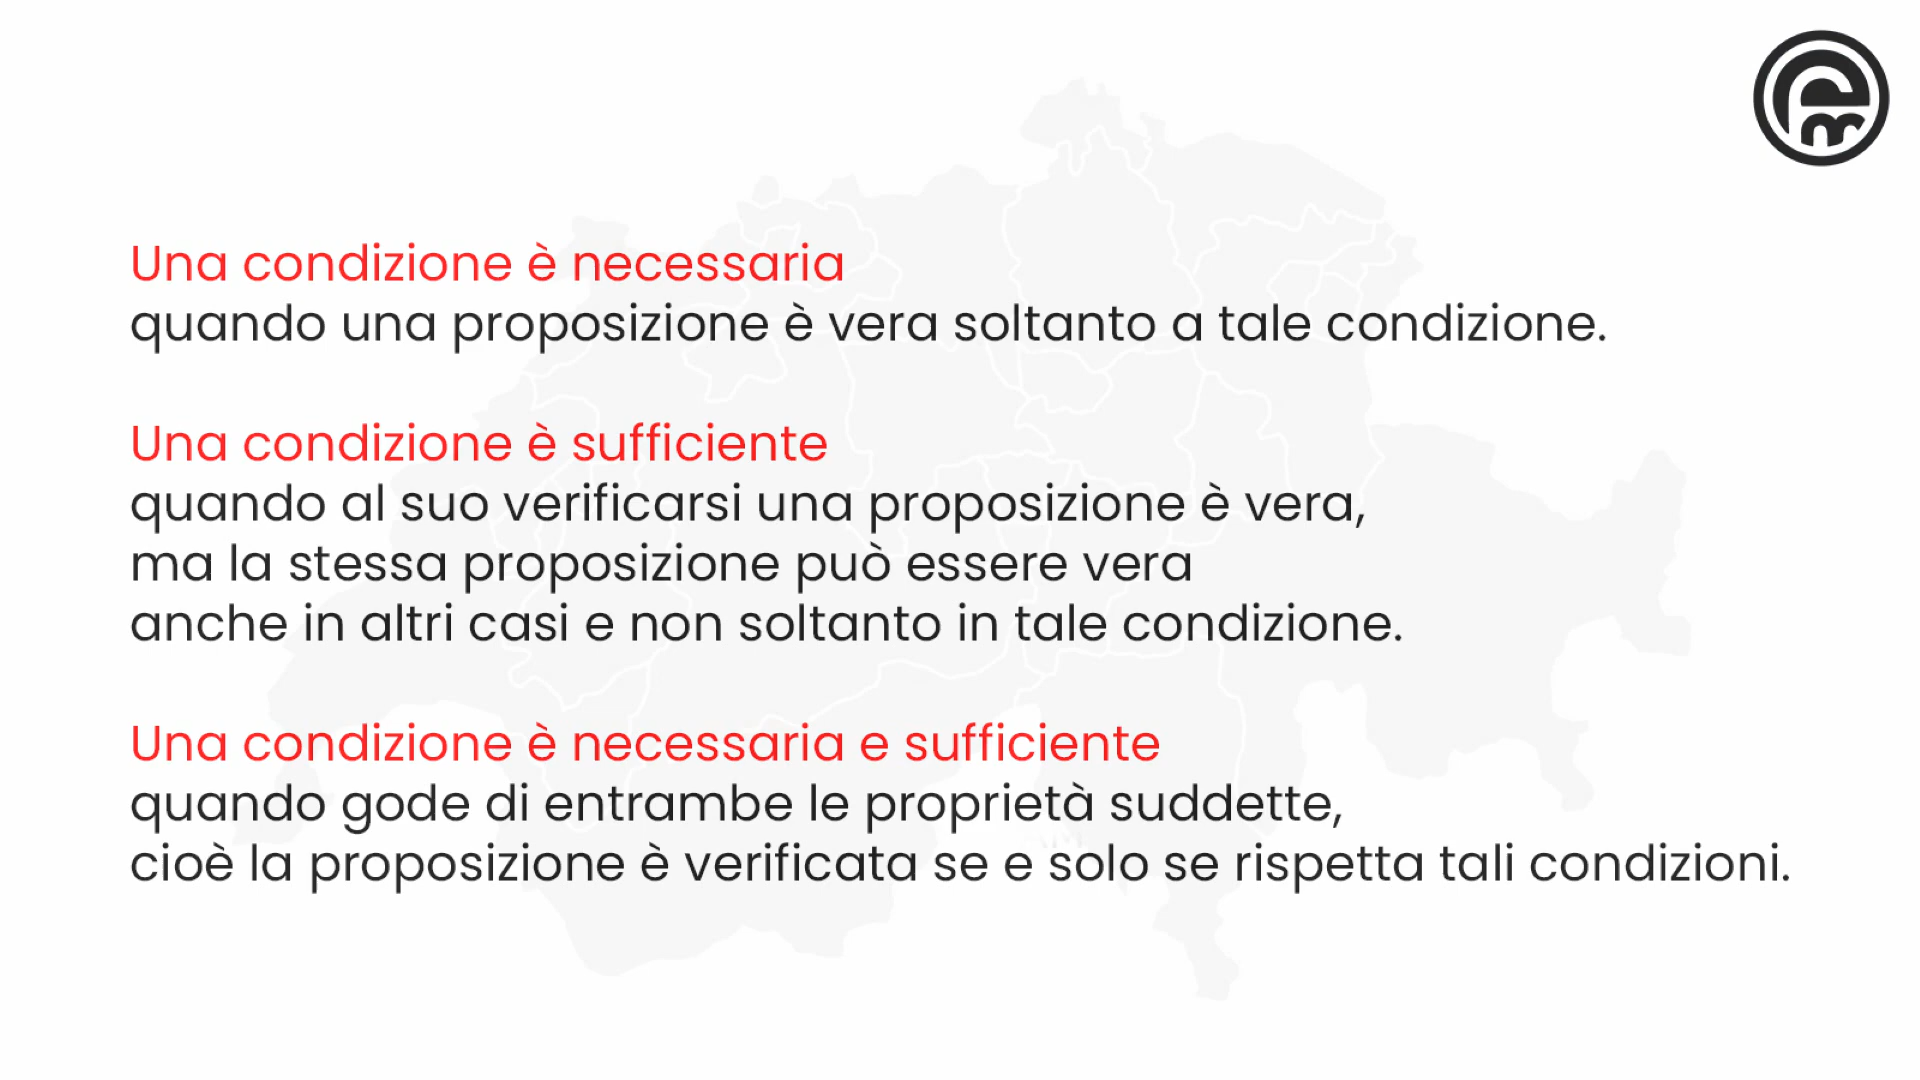 Una condizione è necessaria
quando una proposizione è vera soltanto a tale condizione.
Una condizione è sufficiente
quando al suo verificarsi una proposizione è vera,
ma la stessa proposizione può essere vera
anche in altri casi e non soltanto in tale condizione.
Una condizione è necessaria e sufficiente
quando gode di entrambe le proprietà suddette,
cioè la proposizione è verificata se e solo se rispetta tali condizioni.